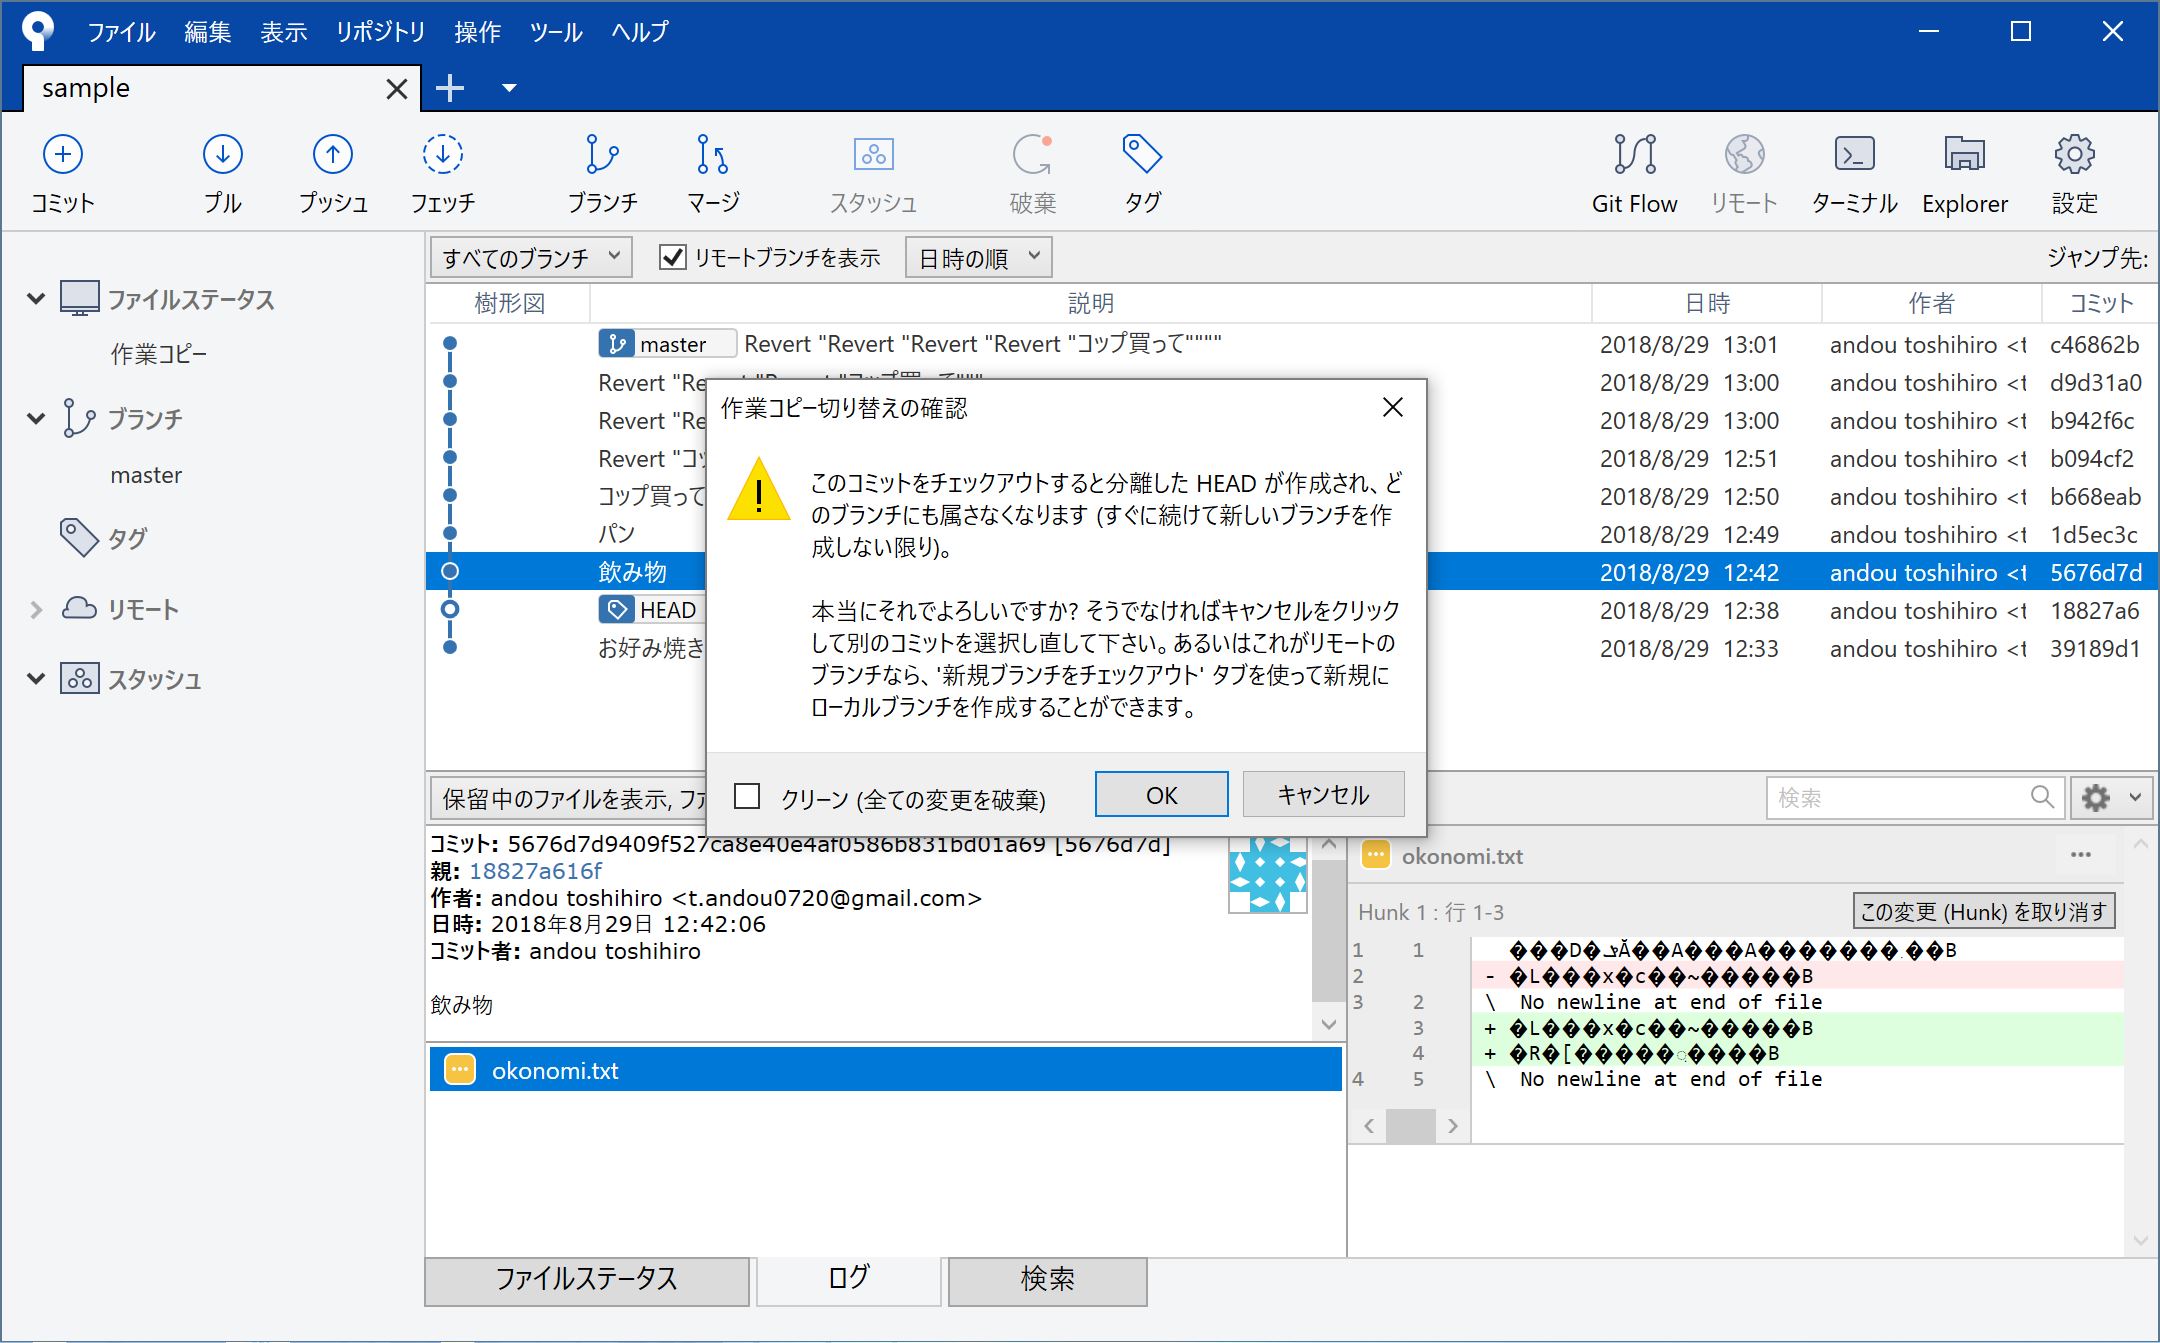 ファイル 編集 表示 リポジトリ 操作 ツール ヘルプ
sample
コミット プル プッシュ フェッチ ブランチ マージ スタッシュ 破棄 タグ Git Flow リモート ターミナル Explorer 設定
すべてのブランチ リモートブランチを表示 日時の順 ジャンプ先:
ファイルステータス
作業コピー
ブランチ
master
タグ
リモート
スタッシュ
樹形図 説明 日時 作者 コミット
master Revert "Revert "Revert "Revert "コップ買って"""" 2018/8/29 13:01 andou toshihiro <t c46862b
Revert "Re 2018/8/29 13:00 andou toshihiro <t d9d31a0
Revert "Re 2018/8/29 13:00 andou toshihiro <t b942f6c
Revert "コッ 2018/8/29 12:51 andou toshihiro <t b094cf2
コップ買って 2018/8/29 12:50 andou toshihiro <t b668eab
パン 2018/8/29 12:49 andou toshihiro <t 1d5ec3c
飲み物 2018/8/29 12:42 andou toshihiro <t 5676d7d
HEAD 2018/8/29 12:38 andou toshihiro <t 18827a6
お好み焼き 2018/8/29 12:33 andou toshihiro <t 39189d1
作業コピー切り替えの確認
このコミットをチェックアウトすると分離した HEAD が作成され、ど
のブランチにも属さなくなります (すぐに続けて新しいブランチを作
成しない限り)。
本当にそれでよろしいですか? そうでなければキャンセルをクリック
して別のコミットを選択し直して下さい。あるいはこれがリモートの
ブランチなら、'新規ブランチをチェックアウト' タブを使って新規に
ローカルブランチを作成することができます。
クリーン (全ての変更を破棄) OK キャンセル
保留中のファイルを表示, ファ
検索
コミット: 5676d7d9409f527ca8e40e4af0586b831bd01a69 [5676d7d]
親: 18827a616f
作者: andou toshihiro <t.andou0720@gmail.com>
日時: 2018年8月29日 12:42:06
コミット者: andou toshihiro
飲み物
okonomi.txt
okonomi.txt
Hunk 1 : 行 1-3 この変更 (Hunk) を取り消す
1 1
2 - �L���x�c��~�����B
3 2 \ No newline at end of file
3 + �L���x�c��~�����B
4
4 5 \ No newline at end of file
ファイルステータス ログ 検索